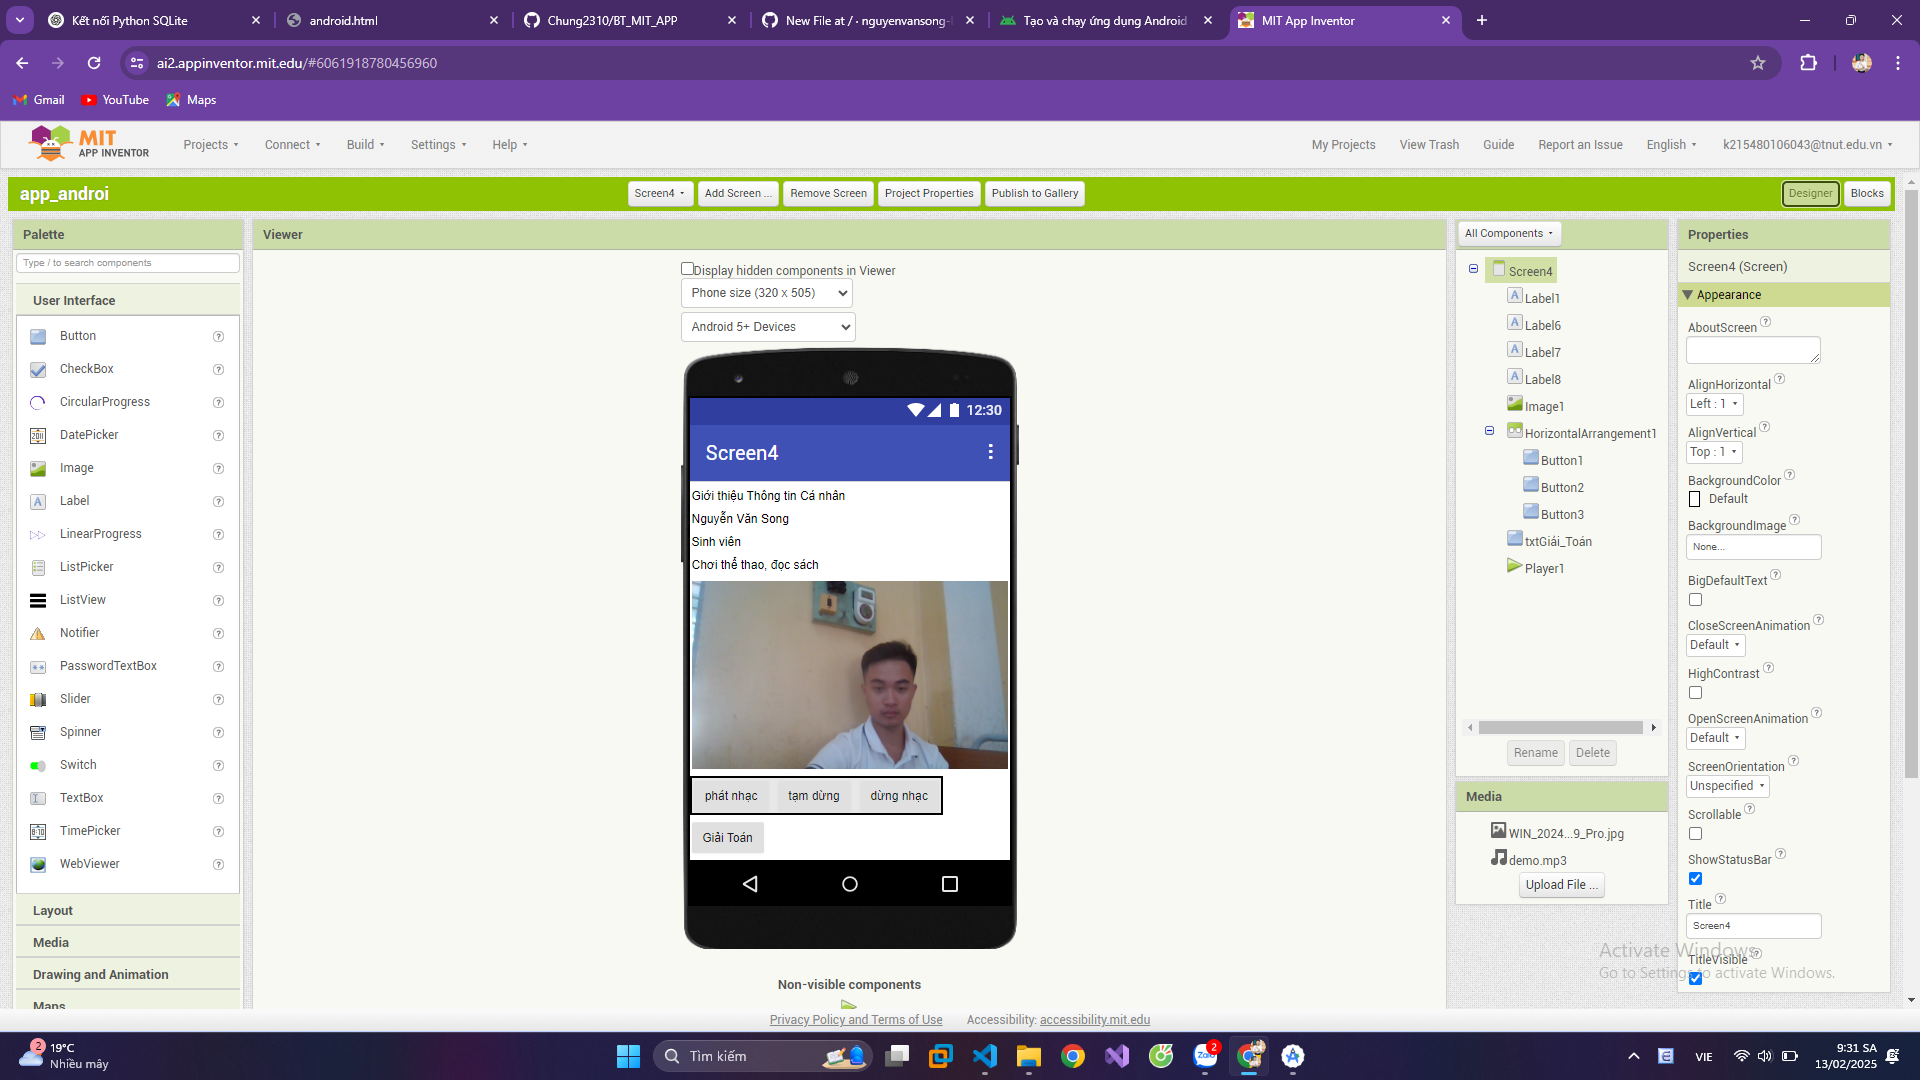 Kết nối Python SQLite
android.html
Chung2310/BT_MIT_APP
New File at / · nguyenvansong-
Tạo và chạy ứng dụng Android
MIT App Inventor
ai2.appinventor.mit.edu/#6061918780456960
Gmail
YouTube
Maps
MIT
APP INVENTOR
Projects
Connect
Build
Settings
Help
My Projects
View Trash
Guide
Report an Issue
English
k215480106043@tnut.edu.vn
app_androi
Screen4
Add Screen ...
Remove Screen
Project Properties
Publish to Gallery
Designer
Blocks
Palette
Type / to search components
User Interface
Button
CheckBox
CircularProgress
DatePicker
Image
Label
LinearProgress
ListPicker
ListView
Notifier
PasswordTextBox
Slider
Spinner
Switch
TextBox
TimePicker
WebViewer
Layout
Media
Drawing and Animation
Maps
Viewer
Display hidden components in Viewer
Phone size (320 x 505)
Android 5+ Devices
12:30
Screen4
Giới thiệu Thông tin Cá nhân
Nguyễn Văn Song
Sinh viên
Chơi thể thao, đọc sách
phát nhạc
tạm dừng
dừng nhạc
Giải Toán
Non-visible components
All Components
Screen4
Label1
Label6
Label7
Label8
Image1
HorizontalArrangement1
Button1
Button2
Button3
txtGiải_Toán
Player1
Rename
Delete
Media
WIN_2024...9_Pro.jpg
demo.mp3
Upload File ...
Properties
Screen4 (Screen)
Appearance
AboutScreen
AlignHorizontal
Left : 1
AlignVertical
Top : 1
BackgroundColor
Default
BackgroundImage
None...
BigDefaultText
CloseScreenAnimation
Default
HighContrast
OpenScreenAnimation
Default
ScreenOrientation
Unspecified
Scrollable
ShowStatusBar
Title
Screen4
TitleVisible
Activate Windows
Go to Settings to activate Windows.
Privacy Policy and Terms of Use
Accessibility: accessibility.mit.edu
2
19°C
Nhiều mây
Tìm kiếm
Zalo
2
VIE
9:31 SA
13/02/2025